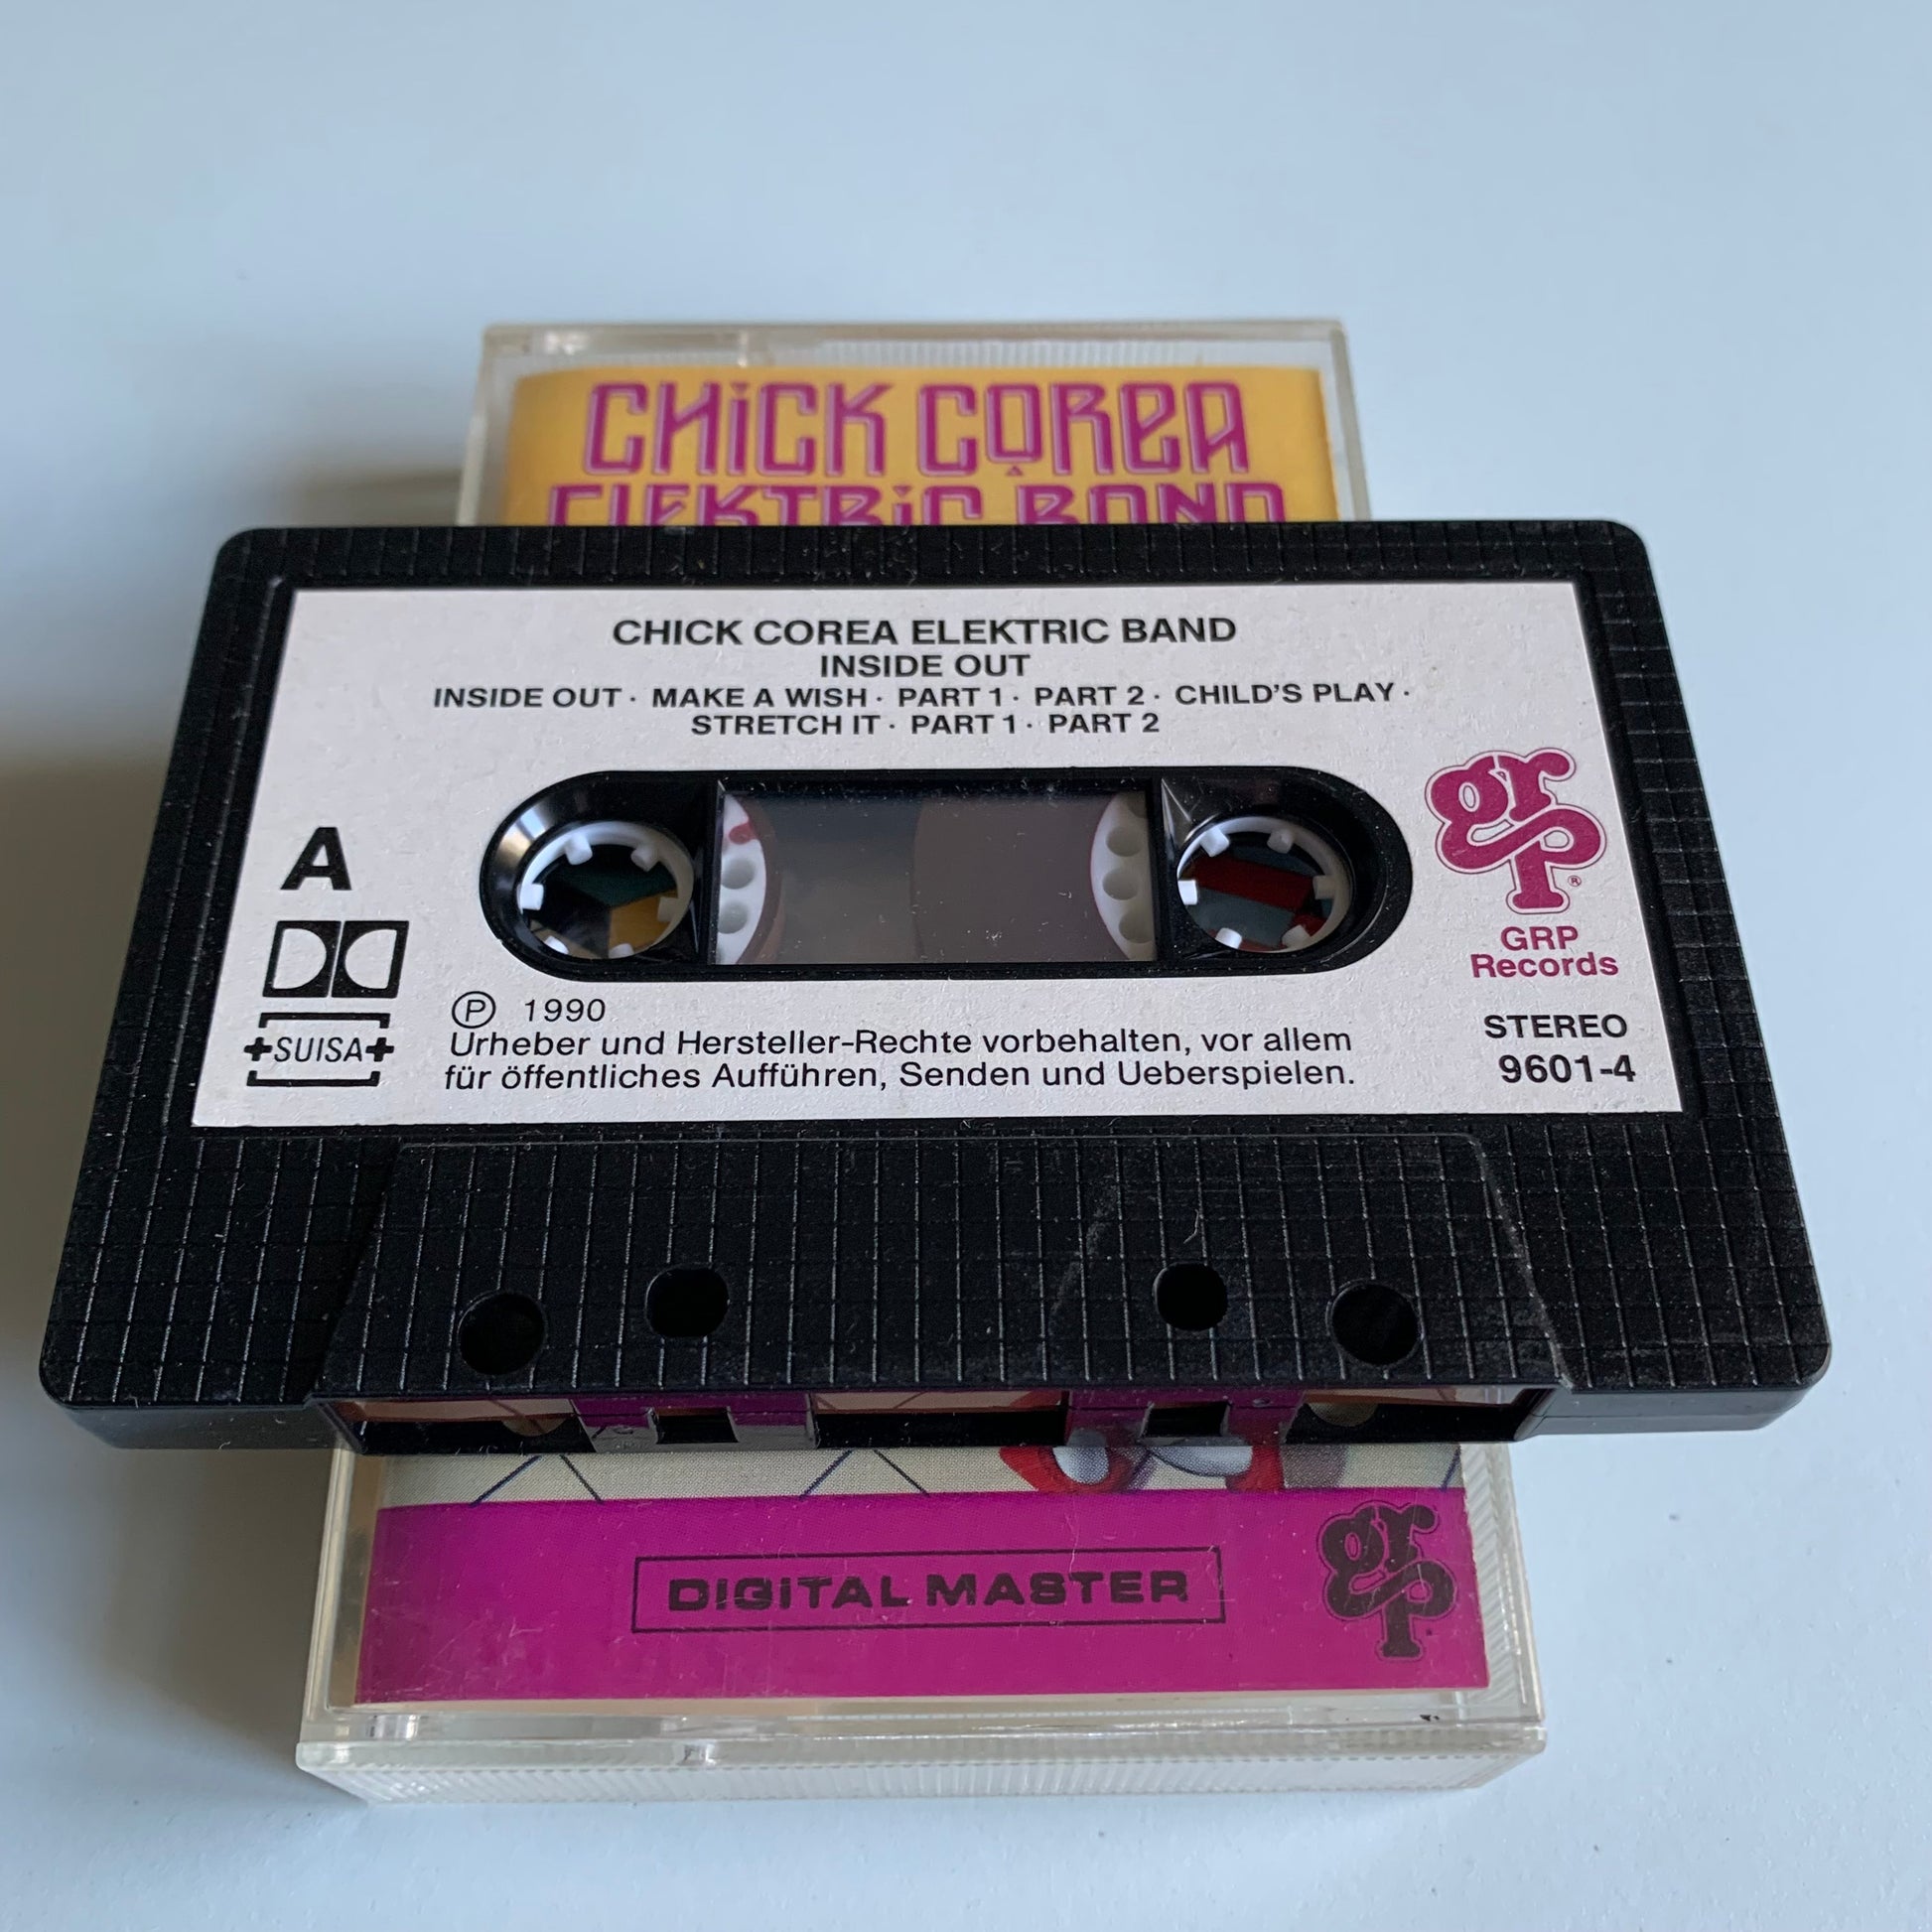 CHICK COREA
ELEKTRIC BAND
CHICK COREA ELEKTRIC BAND
INSIDE OUT
INSIDE OUT · MAKE A WISH · PART 1 · PART 2 · CHILD'S PLAY ·
STRETCH IT · PART 1 · PART 2
A
grp®
GRP
Records
+SUISA+
Ⓟ 1990
Urheber und Hersteller-Rechte vorbehalten, vor allem
für öffentliches Aufführen, Senden und Ueberspielen.
STEREO
9601-4
DIGITAL MASTER
grp